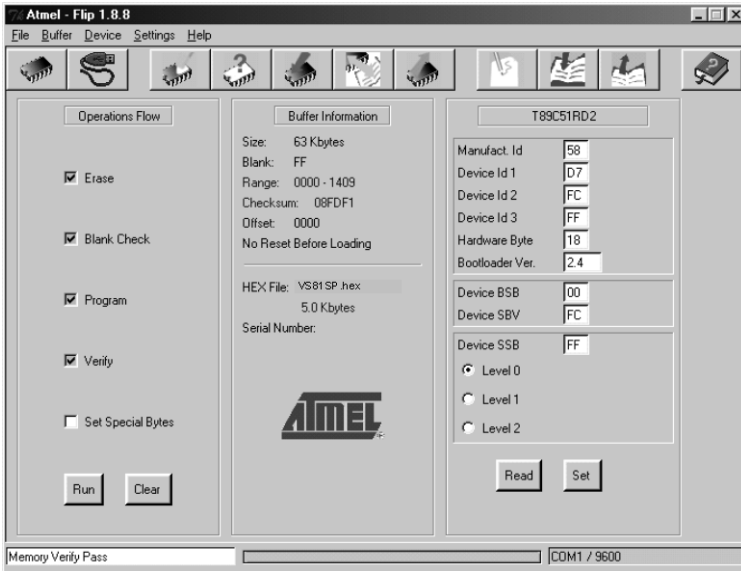 Atmel - Flip 1.8.8
File Buffer Device Settings Help
Operations Flow
Erase
Blank Check
Program
Verify
Set Special Bytes
Run Clear
Buffer Information
Size: 63 Kbytes
Blank: FF
Range: 0000 - 1409
Checksum: 08FDF1
Offset: 0000
No Reset Before Loading
HEX File: VS81SP.hex
5.0 Kbytes
Serial Number:
ATMEL
T89C51RD2
Manufact. Id 58
Device Id 1 D7
Device Id 2 FC
Device Id 3 FF
Hardware Byte 18
Bootloader Ver. 2.4
Device BSB 00
Device SBV FC
Device SSB FF
Level 0
Level 1
Level 2
Read Set
Memory Verify Pass
COM1 / 9600